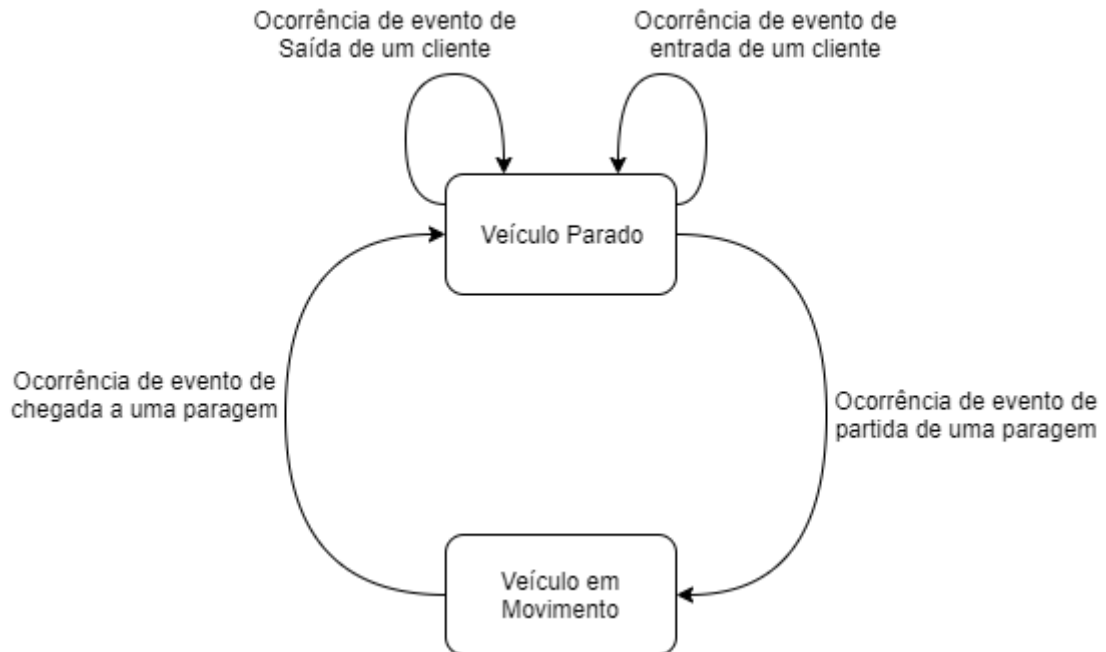 Ocorrência de evento de
Saída de um cliente
Ocorrência de evento de
entrada de um cliente
Veículo Parado
Ocorrência de evento de
chegada a uma paragem
Ocorrência de evento de
partida de uma paragem
Veículo em
Movimento